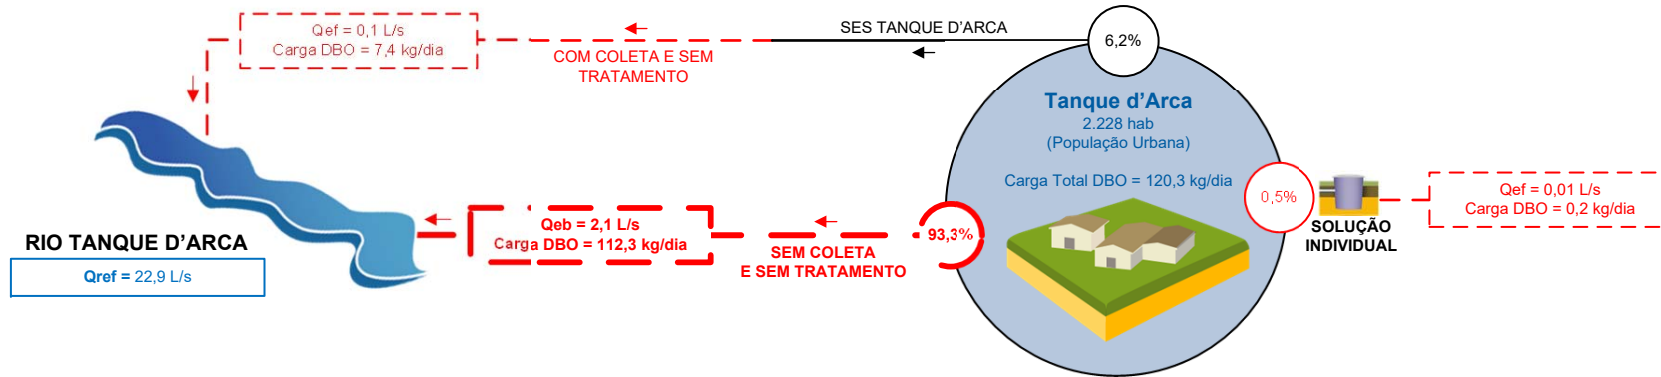 Qef = 0,1 L/s
Carga DBO = 7,4 kg/dia
COM COLETA E SEM
TRATAMENTO
SES TANQUE D'ARCA
6,2%
Tanque d'Arca
2.228 hab
(População Urbana)
Carga Total DBO = 120,3 kg/dia
0,5%
SOLUÇÃO
INDIVIDUAL
Qef = 0,01 L/s
Carga DBO = 0,2 kg/dia
93,3%
SEM COLETA
E SEM TRATAMENTO
Qeb = 2,1 L/s
Carga DBO = 112,3 kg/dia
RIO TANQUE D'ARCA
Qref = 22,9 L/s